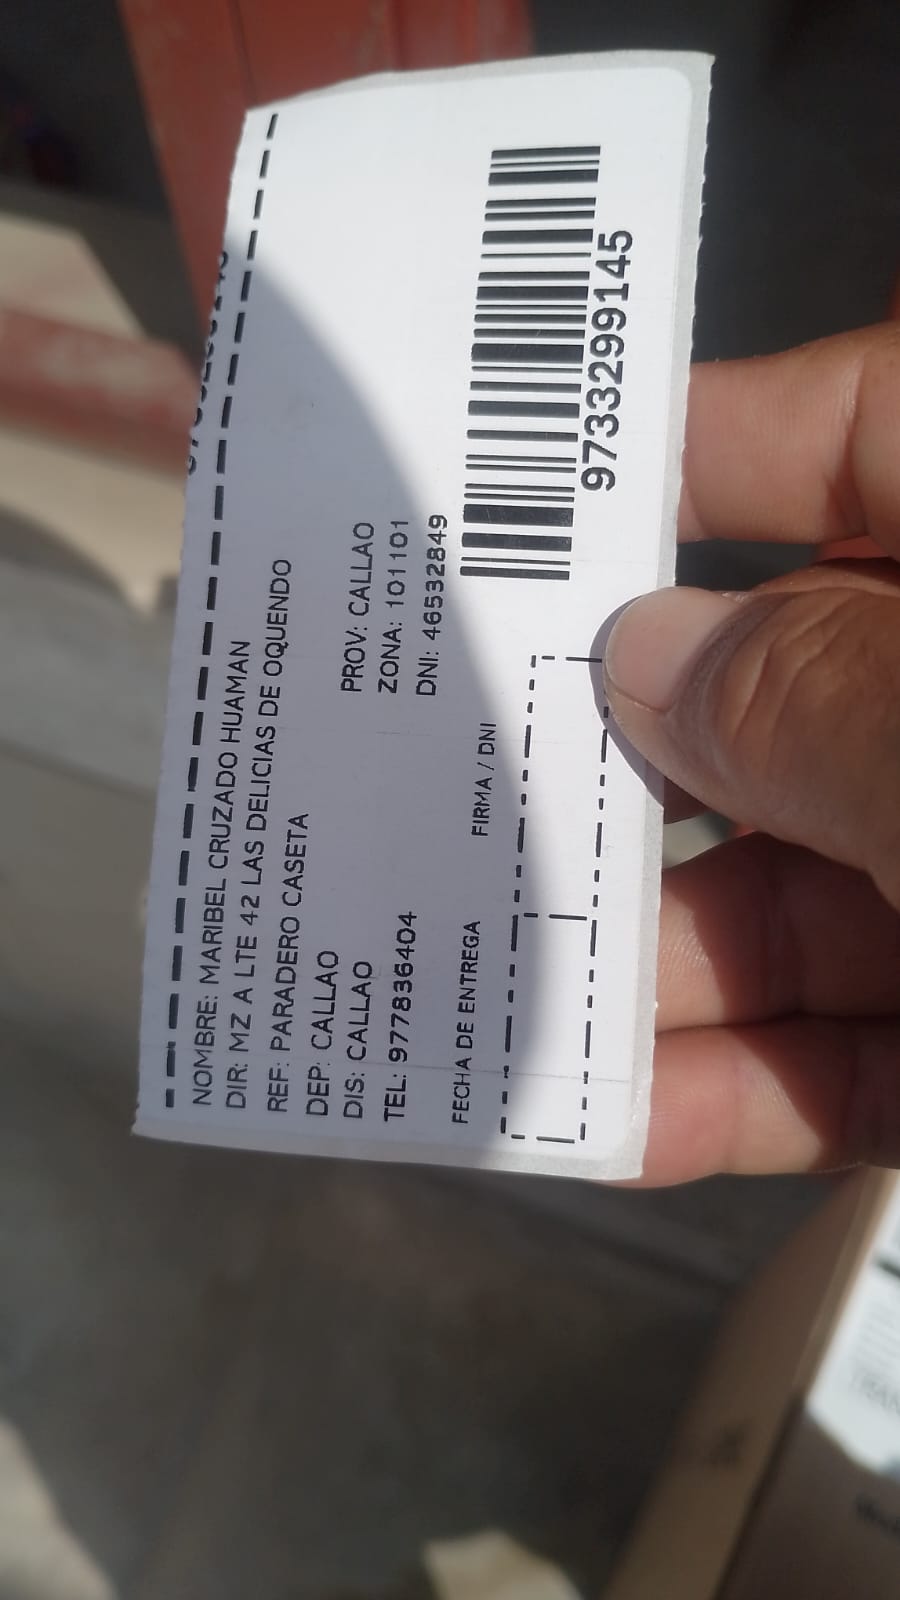 NOMBRE: MARIBEL CRUZADO HUAMAN
DIR: MZ A LTE 42 LAS DELICIAS DE OQUENDO
REF: PARADERO CASETA
DEP: CALLAO
DIS: CALLAO PROV: CALLAO
ZONA: 101101
TEL: 977836404 DNI: 46532849
FECHA DE ENTREGA FIRMA / DNI
9733299145